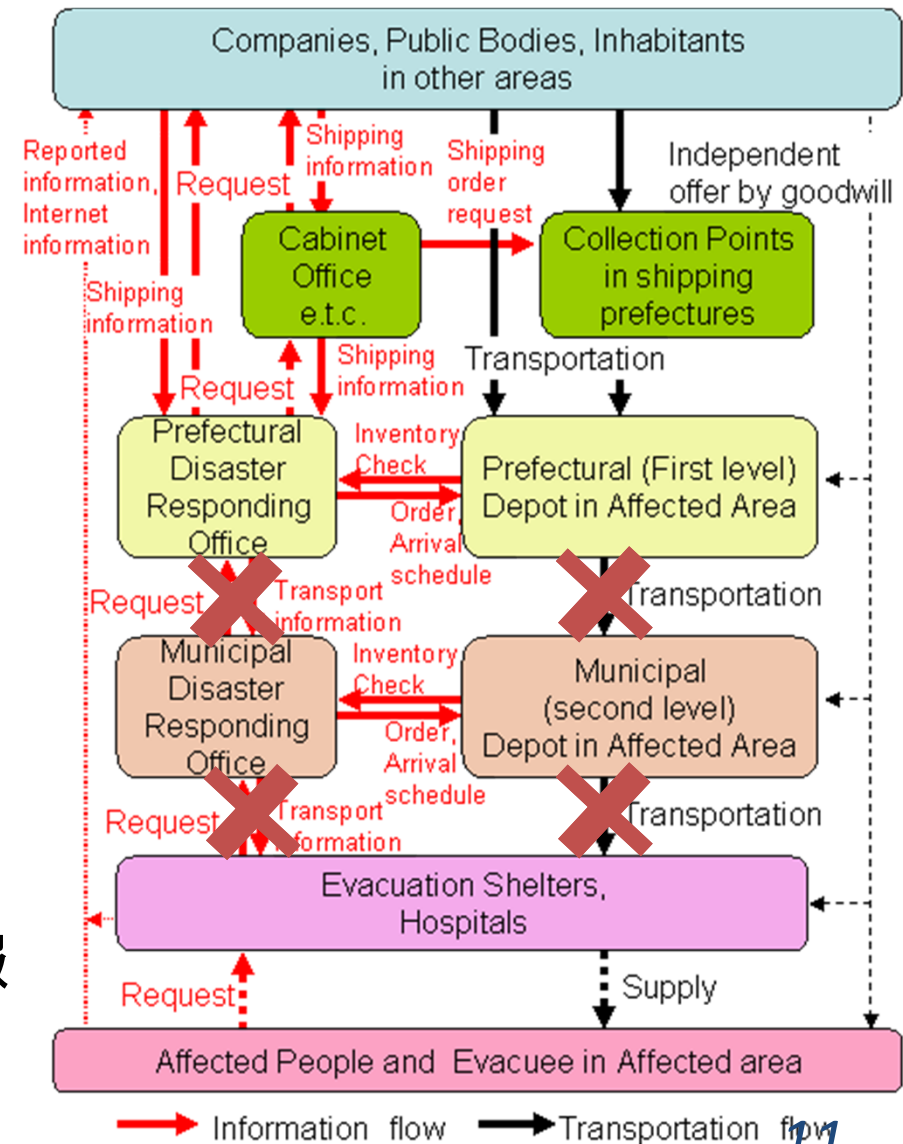 Companies, Public Bodies, Inhabitants
in other areas
Reported
information,
Internet
information
Request
Shipping
information
Shipping
order
request
Independent
offer by goodwill
Cabinet
Office
e.t.c.
Collection Points
in shipping
prefectures
Shipping
information
Request
Shipping
information
Transportation
Prefectural
Disaster
Responding
Office
Inventory
Check
Order,
Arrival
schedule
Prefectural (First level)
Depot in Affected Area
Request
Transport
information
Transportation
Municipal
Disaster
Responding
Office
Inventory
Check
Order,
Arrival
schedule
Municipal
(second level)
Depot in Affected Area
Request
Transport
information
Transportation
Evacuation Shelters,
Hospitals
Request
Supply
Affected People and Evacuee in Affected area
Information flow
Transportation flow
11